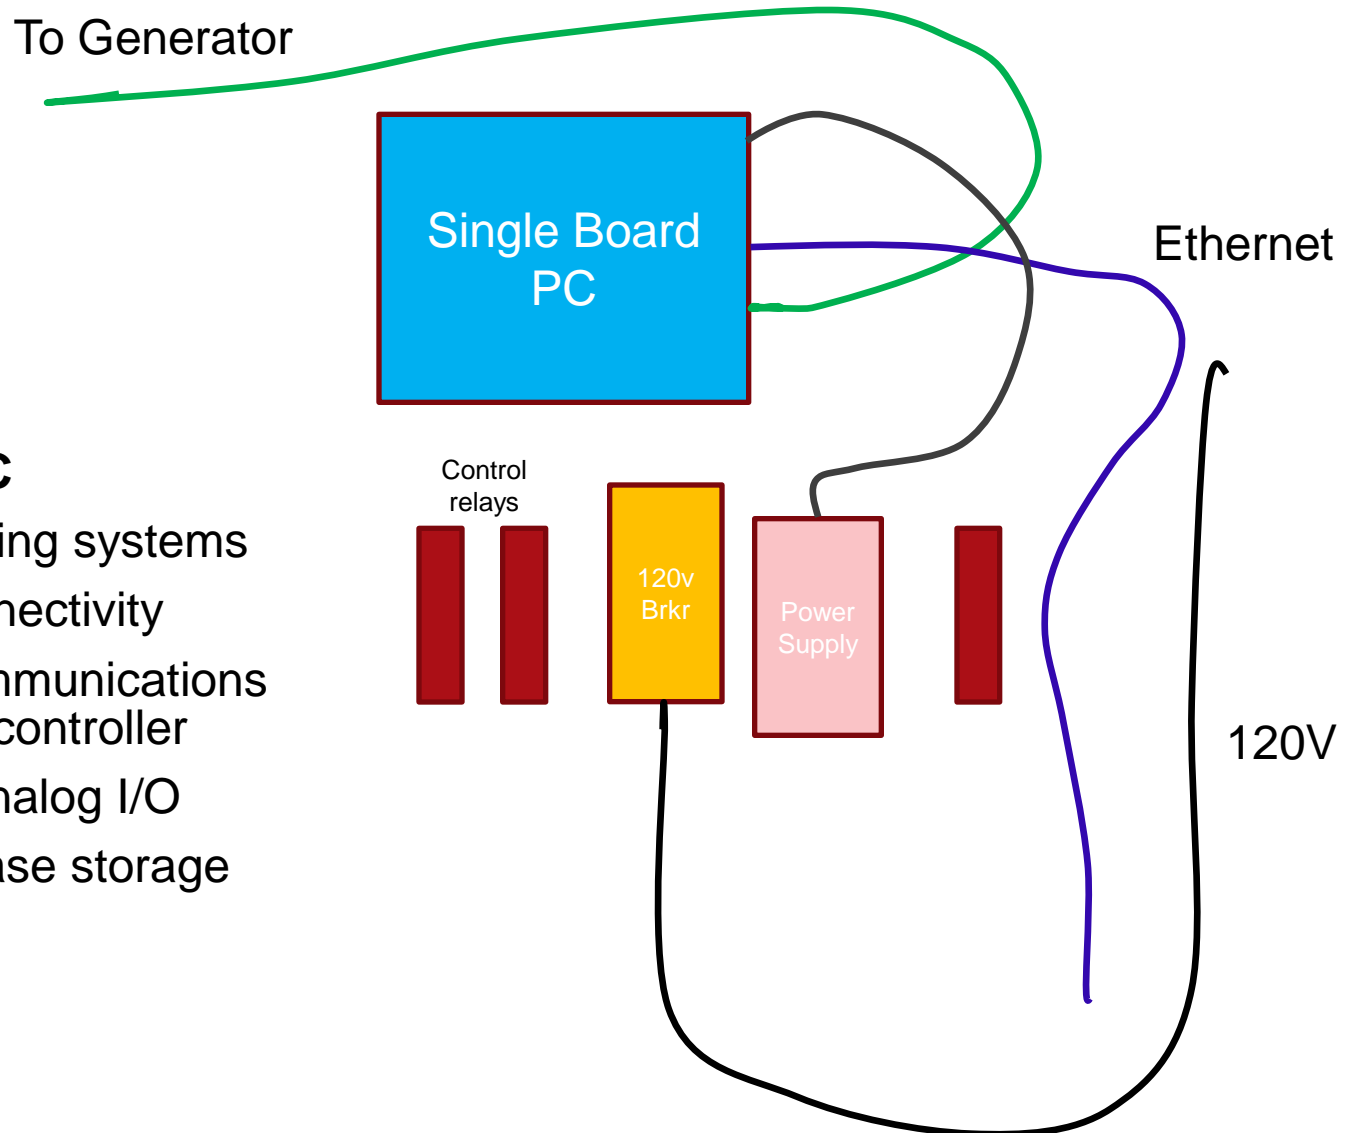 To Generator
Single Board
PC
Ethernet
Control
relays
120v
Brkr
Power
Supply
120V
c
ing systems
nectivity
nmunications
controller
nalog I/O
ase storage